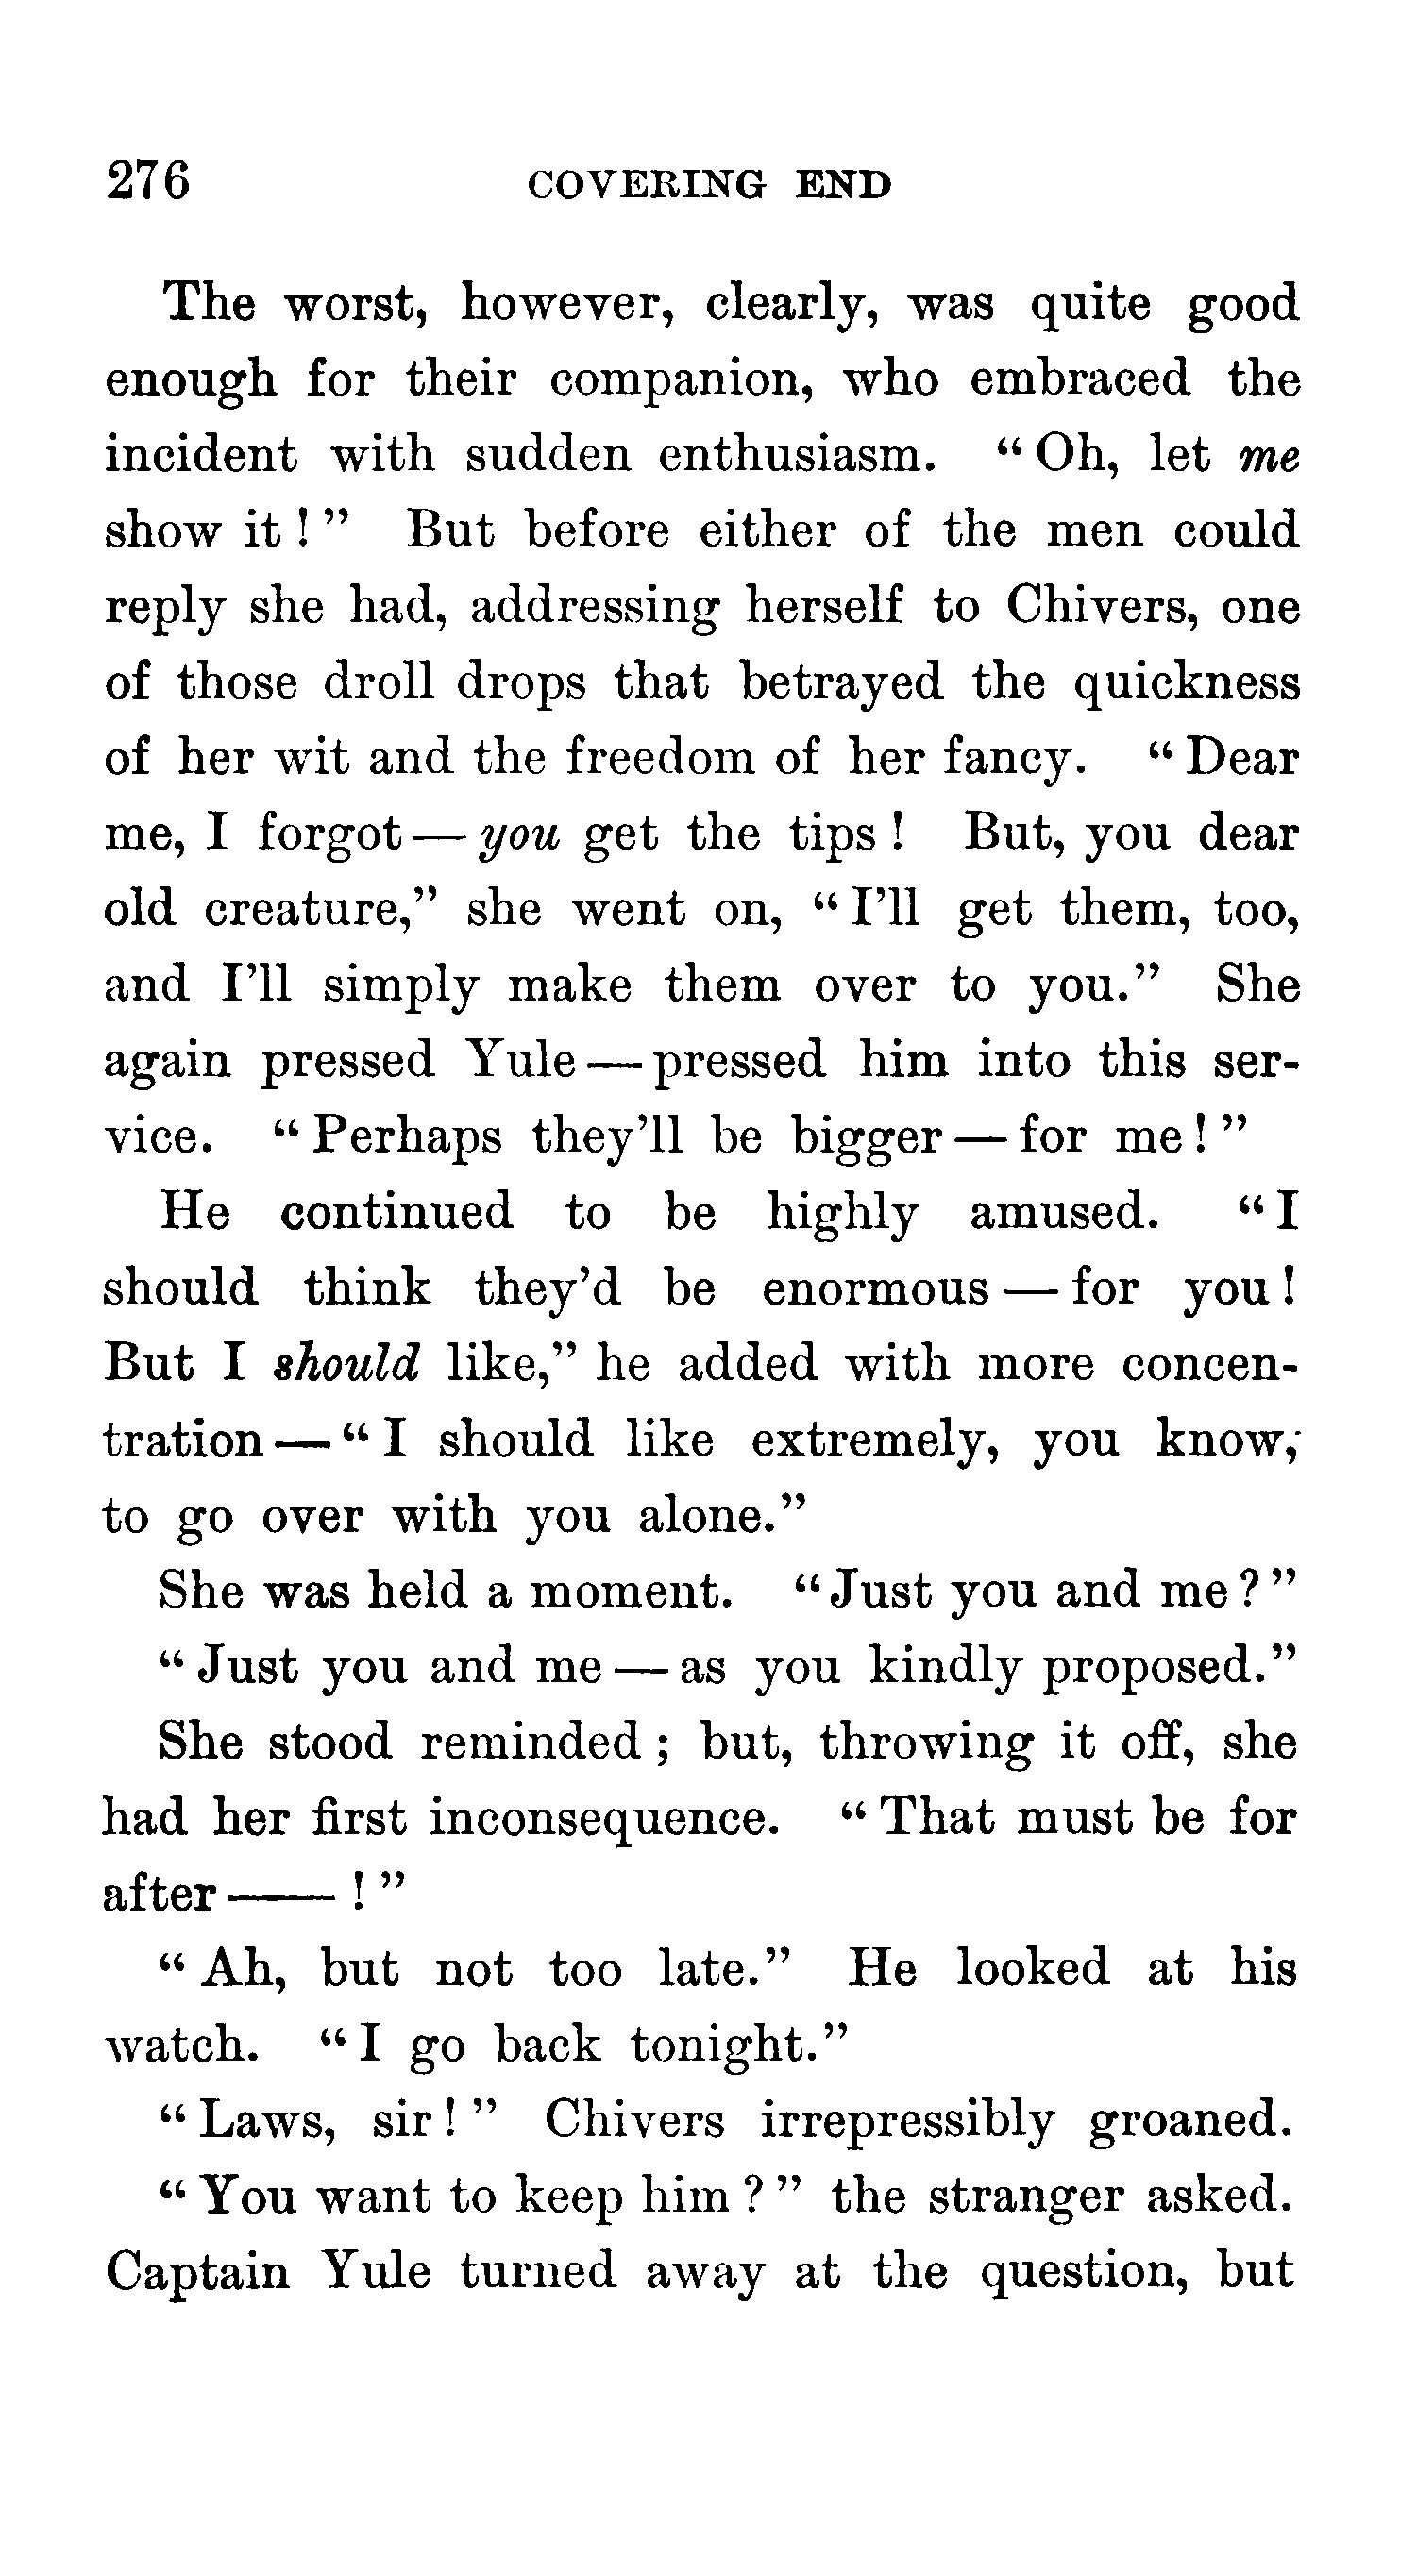 276 COVERING END
The worst, however, clearly, was quite good
enough for their companion, who embraced the
incident with sudden enthusiasm. “Oh, let me
show it!” But before either of the men could
reply she had, addressing herself to Chivers, one
of those droll drops that betrayed the quickness
of her wit and the freedom of her fancy. “Dear
me, I forgot—you get the tips! But, you dear
old creature,” she went on, “I’ll get them, too,
and I’ll simply make them over to you.” She
again pressed Yule—pressed him into this ser-
vice. “Perhaps they’ll be bigger—for me!”
He continued to be highly amused. “I
should think they’d be enormous—for you!
But I should like,” he added with more concen-
tration—“I should like extremely, you know,
to go over with you alone.”
She was held a moment. “Just you and me?”
“Just you and me—as you kindly proposed.”
She stood reminded; but, throwing it off, she
had her first inconsequence. “That must be for
after——!”
“Ah, but not too late.” He looked at his
watch. “I go back tonight.”
“Laws, sir!” Chivers irrepressibly groaned.
“You want to keep him?” the stranger asked.
Captain Yule turned away at the question, but